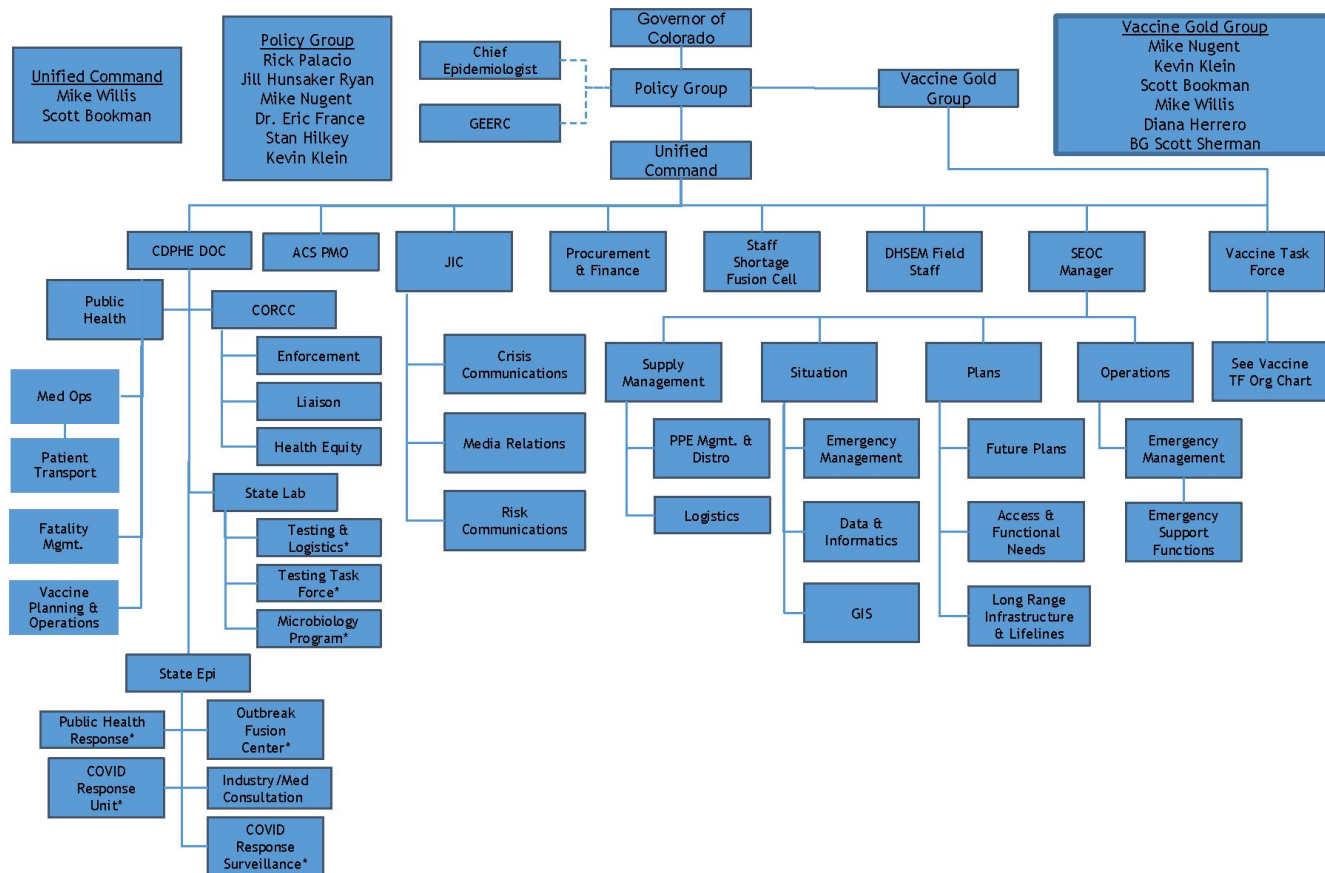 Unified Command
Mike Willis
Scott Bookman
Policy Group
Rick Palacio
Jill Hunsaker Ryan
Mike Nugent
Dr. Eric France
Stan Hilkey
Kevin Klein
Chief
Epidemiologist
GEERC
Governor of
Colorado
Policy Group
Unified
Command
Vaccine Gold
Group
Vaccine Gold Group
Mike Nugent
Kevin Klein
Scott Bookman
Mike Willis
Diana Herrero
BG Scott Sherman
CDPHE DOC
ACS PMO
JIC
Procurement
& Finance
Staff
Shortage
Fusion Cell
DHSEM Field
Staff
SEOC
Manager
Vaccine Task
Force
Public
Health
CORCC
Enforcement
Liaison
Health Equity
Med Ops
Patient
Transport
Fatality
Mgmt.
Vaccine
Planning &
Operations
State Lab
Testing &
Logistics*
Testing Task
Force*
Microbiology
Program*
State Epi
Public Health
Response*
Outbreak
Fusion
Center*
COVID
Response
Unit*
Industry/Med
Consultation
COVID
Response
Surveillance*
Crisis
Communications
Media Relations
Risk
Communications
Supply
Management
PPE Mgmt. &
Distro
Logistics
Situation
Emergency
Management
Data &
Informatics
GIS
Plans
Future Plans
Access &
Functional
Needs
Long Range
Infrastructure
& Lifelines
Operations
Emergency
Management
Emergency
Support
Functions
See Vaccine
TF Org Chart